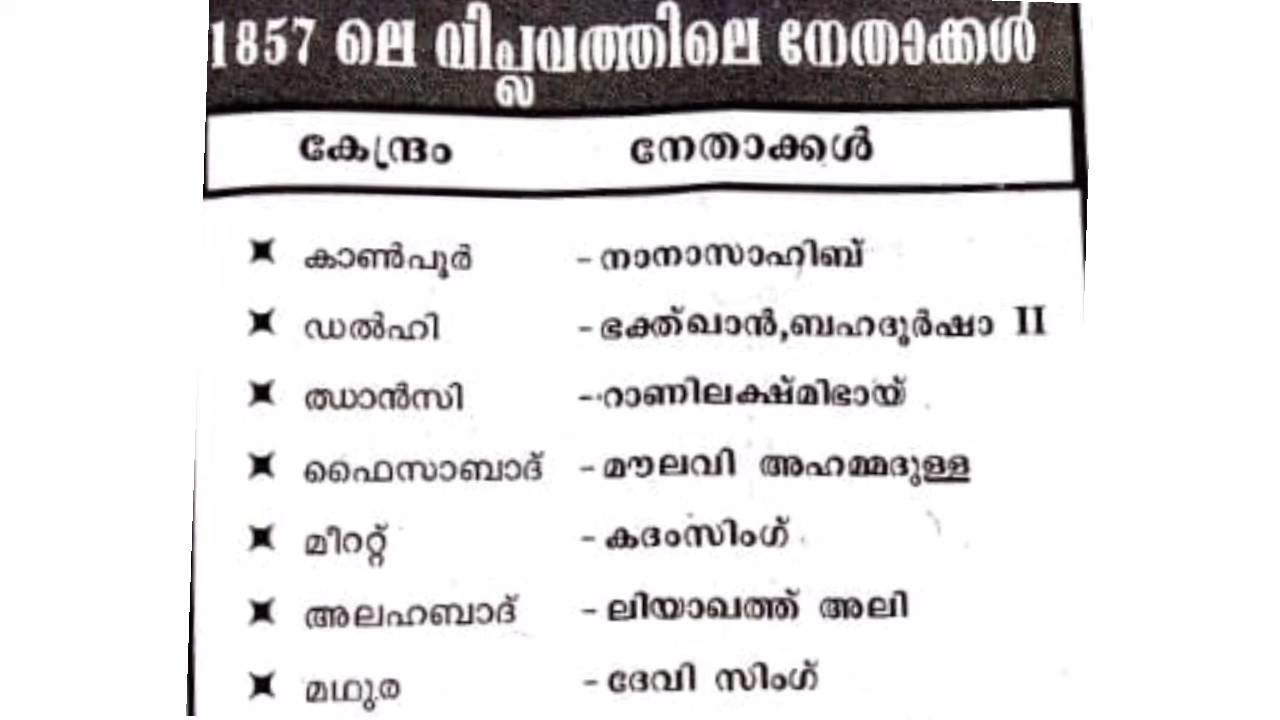 1857 ലെ വിപ്ലവത്തിലെ നേതാക്കൾ
കേന്ദ്രം നേതാക്കൾ
കാൺപൂർ - നാനാസാഹിബ്
ഡൽഹി - ഭക്ത്ഖാൻ,ബഹദൂർഷാ II
ഝാൻസി - റാണിലക്ഷ്മിഭായ്
ഫൈസാബാദ് - മൗലവി അഹമ്മദുള്ള
മീററ്റ് - കദംസിംഗ്
അലഹബാദ് - ലിയാഖത്ത് അലി
മഥുര - ദേവി സിംഗ്